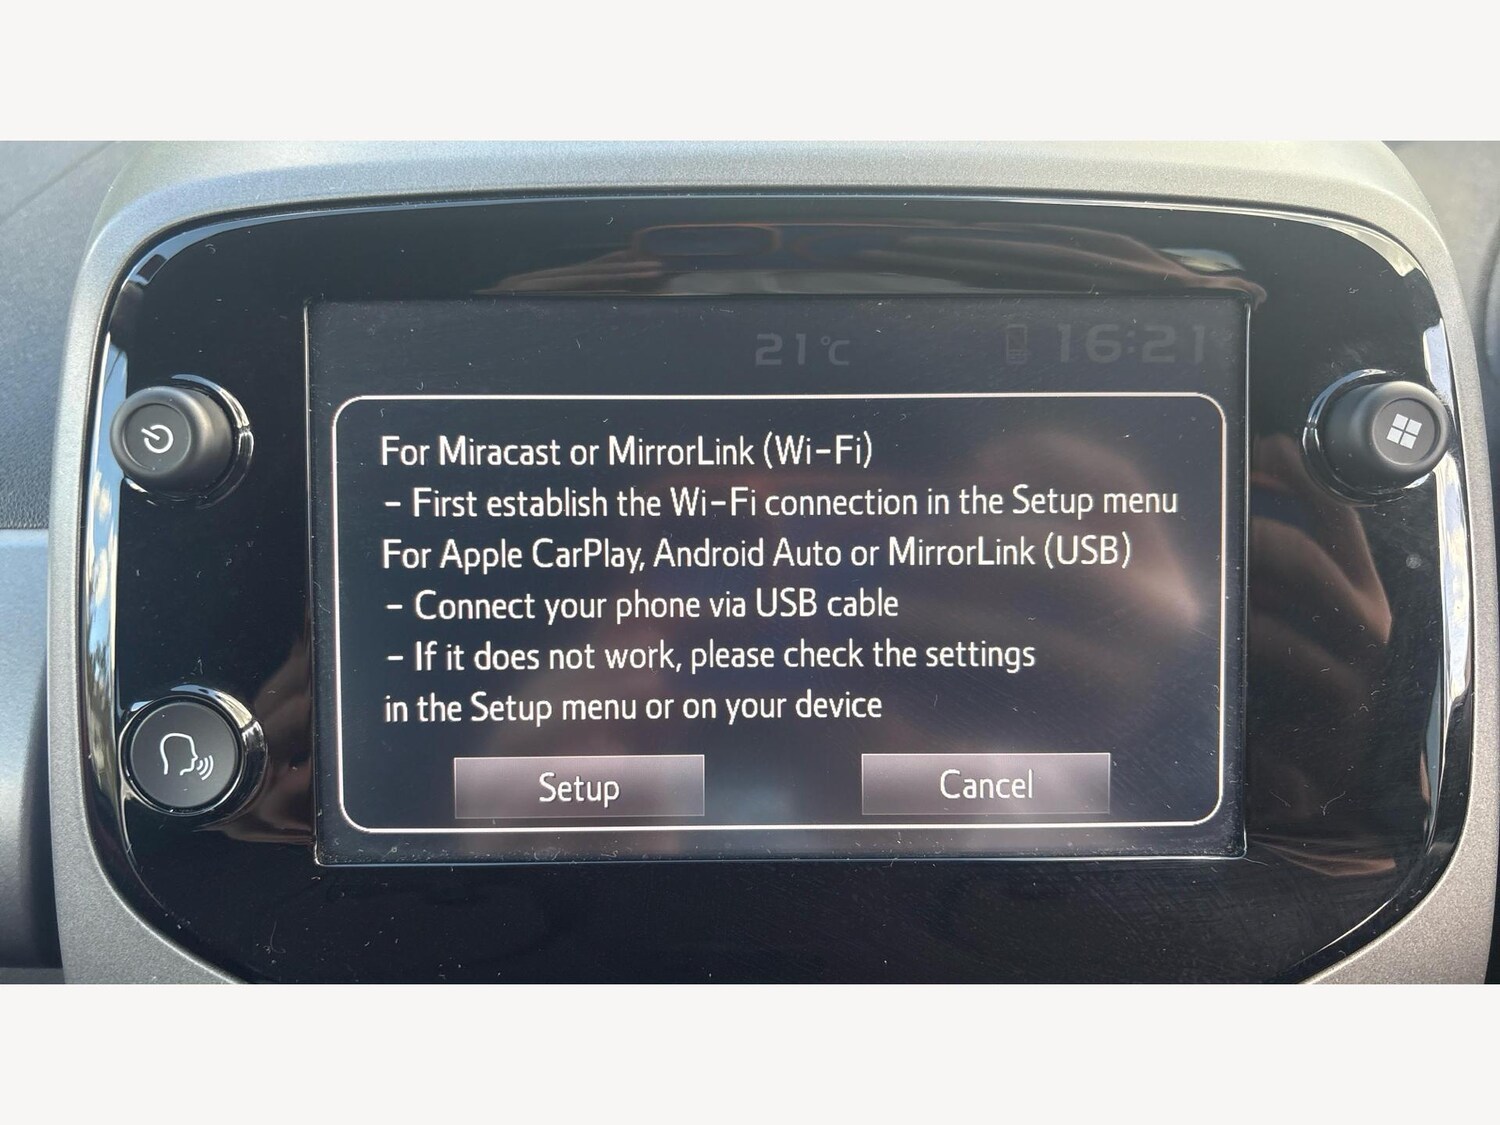 21°C 16:21
For Miracast or MirrorLink (Wi-Fi)
- First establish the Wi-Fi connection in the Setup menu
For Apple CarPlay, Android Auto or MirrorLink (USB)
- Connect your phone via USB cable
- If it does not work, please check the settings
in the Setup menu or on your device
Setup Cancel